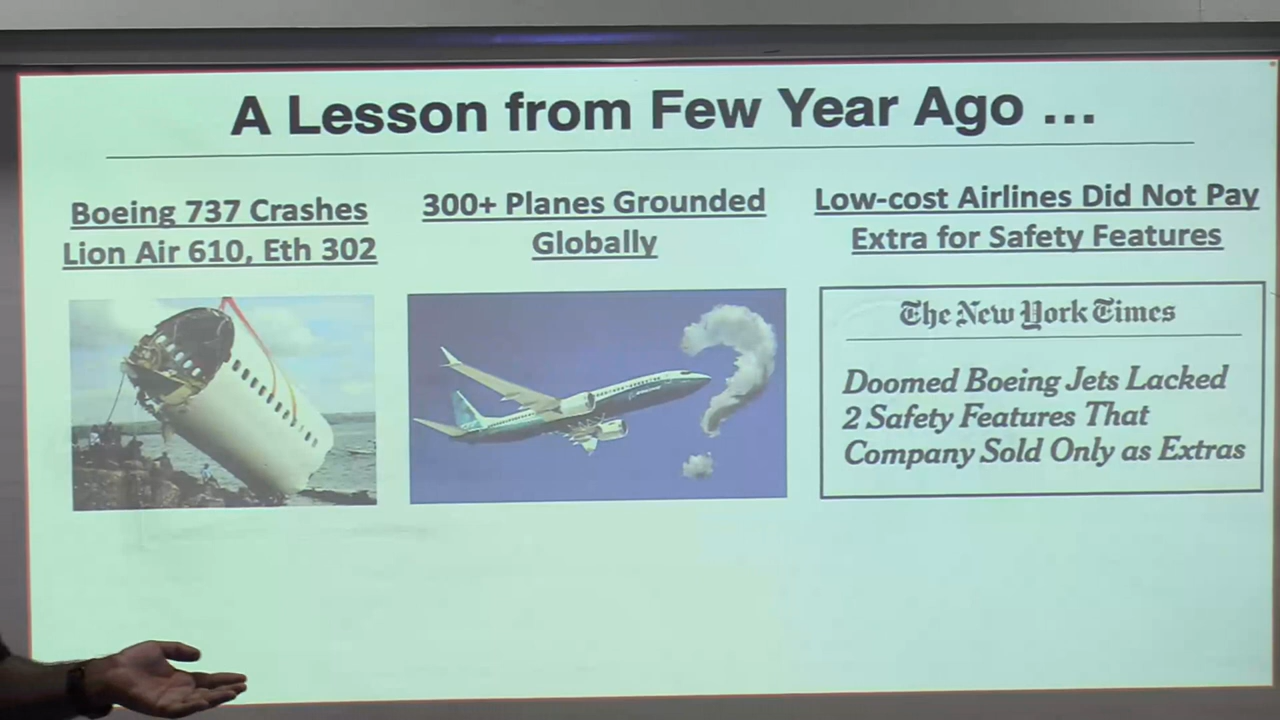 A Lesson from Few Year Ago ...
Boeing 737 Crashes
Lion Air 610, Eth 302
300+ Planes Grounded
Globally
Low-cost Airlines Did Not Pay
Extra for Safety Features
The New York Times
Doomed Boeing Jets Lacked
2 Safety Features That
Company Sold Only as Extras